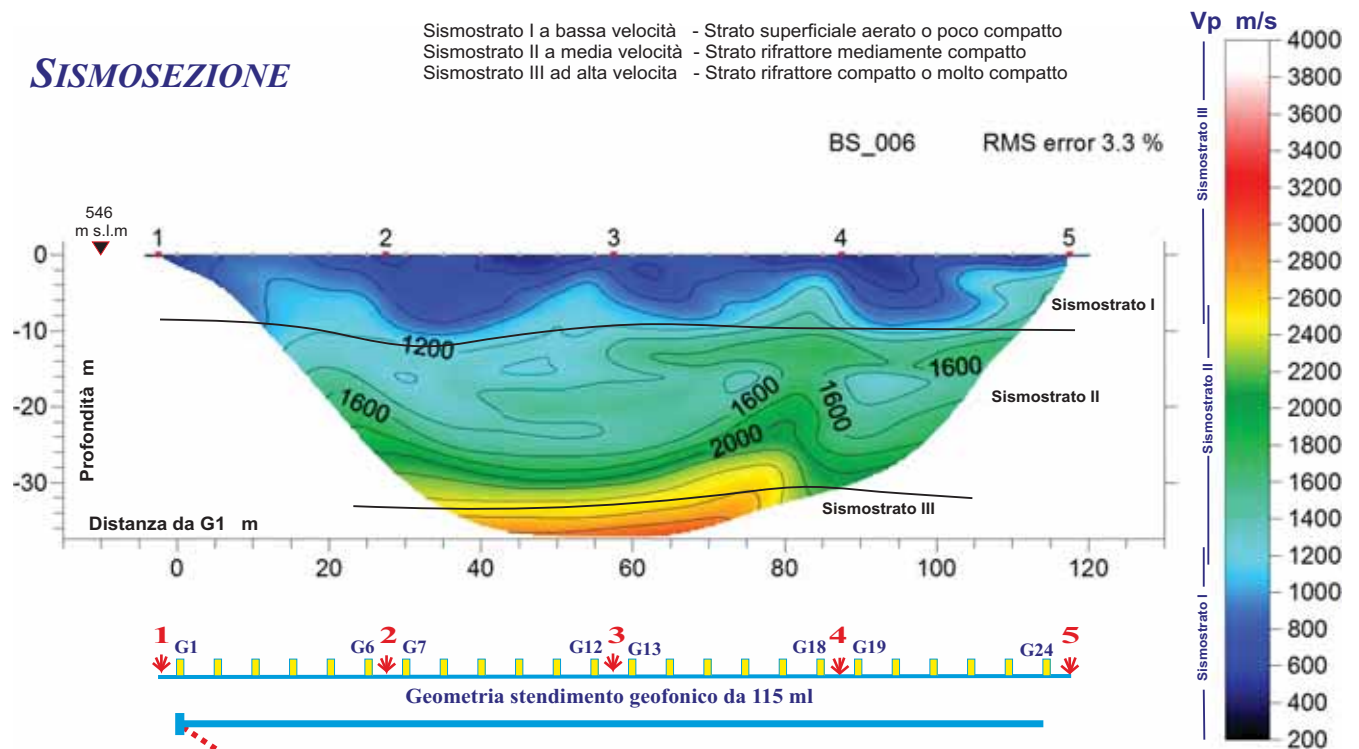 Sismostrato I a bassa velocità - Strato superficiale aerato o poco compatto
Sismostrato II a media velocità - Strato rifrattore mediamente compatto
Sismostrato III ad alta velocita - Strato rifrattore compatto o molto compatto
SISMOSEZIONE
BS_006 RMS error 3.3 %
546
m s.l.m
1 2 3 4 5
0
-10
-20
-30
Profondità m
1200
1600
1600
2000
1600
1600
Sismostrato I
Sismostrato II
Sismostrato III
Distanza da G1 m
0 20 40 60 80 100 120
1 2 3 4 5
G1 G6 G7 G12 G13 G18 G19 G24
Geometria stendimento geofonico da 115 ml
Vp m/s
Sismostrato III
Sismostrato II
Sismostrato I
4000
3800
3600
3400
3200
3000
2800
2600
2400
2200
2000
1800
1600
1400
1200
1000
800
600
400
200